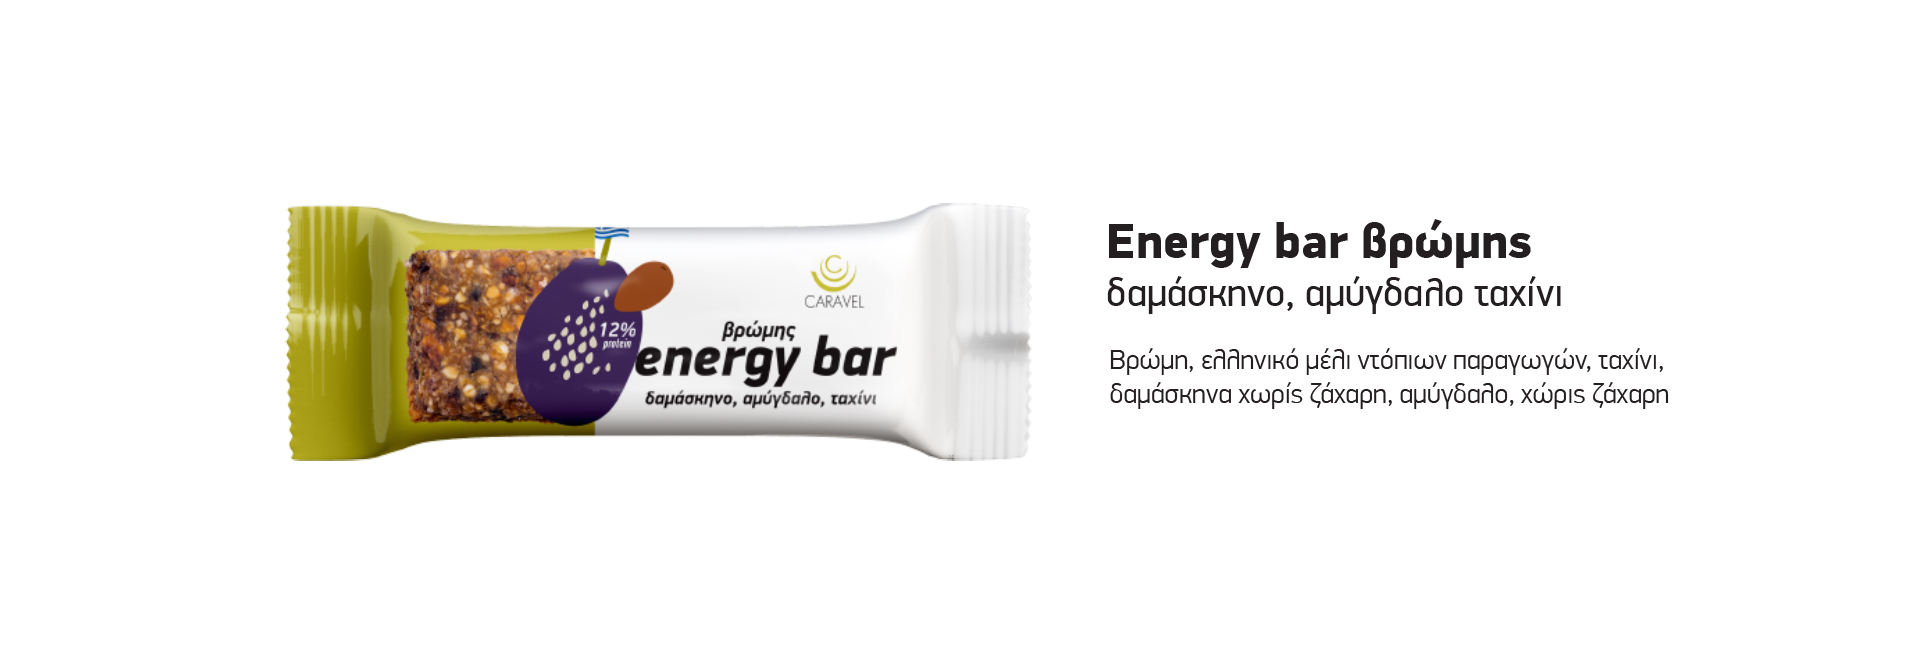 C
CARAVEL
12%
protein
βρώμης
energy bar
δαμάσκηνο, αμύγδαλο, ταχίνι
Energy bar βρώμης
δαμάσκηνο, αμύγδαλο ταχίνι
Βρώμη, ελληνικό μέλι ντόπιων παραγωγών, ταχίνι,
δαμάσκηνα χωρίς ζάχαρη, αμύγδαλο, χώρις ζάχαρη